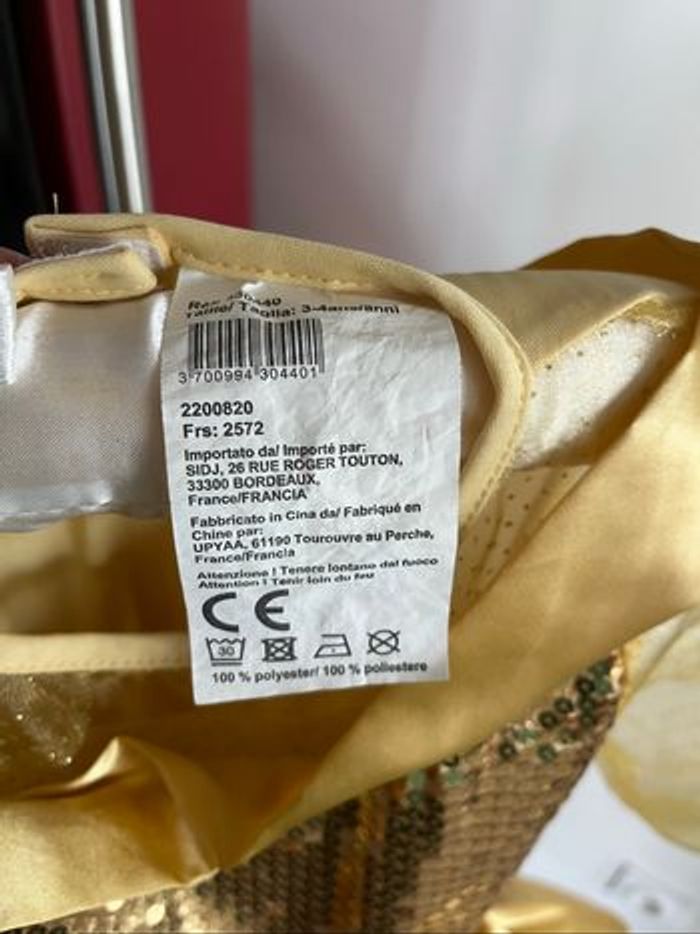 Taille/ Taglia: 3-4ans/anni
3 700994 304401
2200820
Frs: 2572
Importato da/ Importé par:
SIDJ, 26 RUE ROGER TOUTON,
33300 BORDEAUX,
France/FRANCIA
Fabbricato in Cina da/ Fabriqué en
Chine par:
UPYAA, 61190 Tourouvre au Perche,
France/Francia
Attenzione ! Tenere lontano dal fuoco
Attention ! Tenir loin du feu
CE
30
100 % polyester/ 100 % poliestere